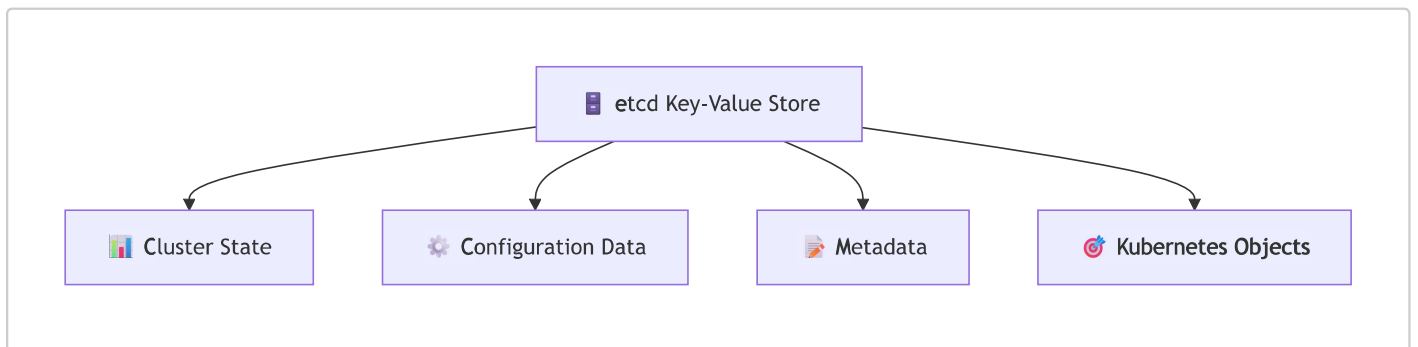 etcd Key-Value Store
Cluster State
Configuration Data
Metadata
Kubernetes Objects